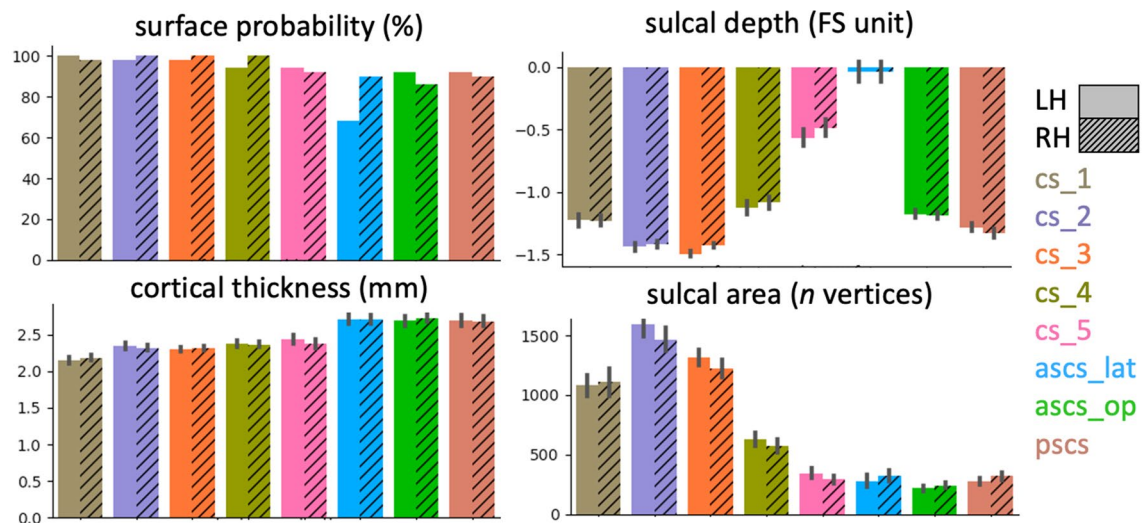 surface probability (%)
100
80
60
40
20
0
sulcal depth (FS unit)
0.0
−0.5
−1.0
−1.5
cortical thickness (mm)
2.5
2.0
1.5
1.0
0.5
0.0
sulcal area (n vertices)
1500
1000
500
0
LH
RH
cs_1
cs_2
cs_3
cs_4
cs_5
ascs_lat
ascs_op
pscs